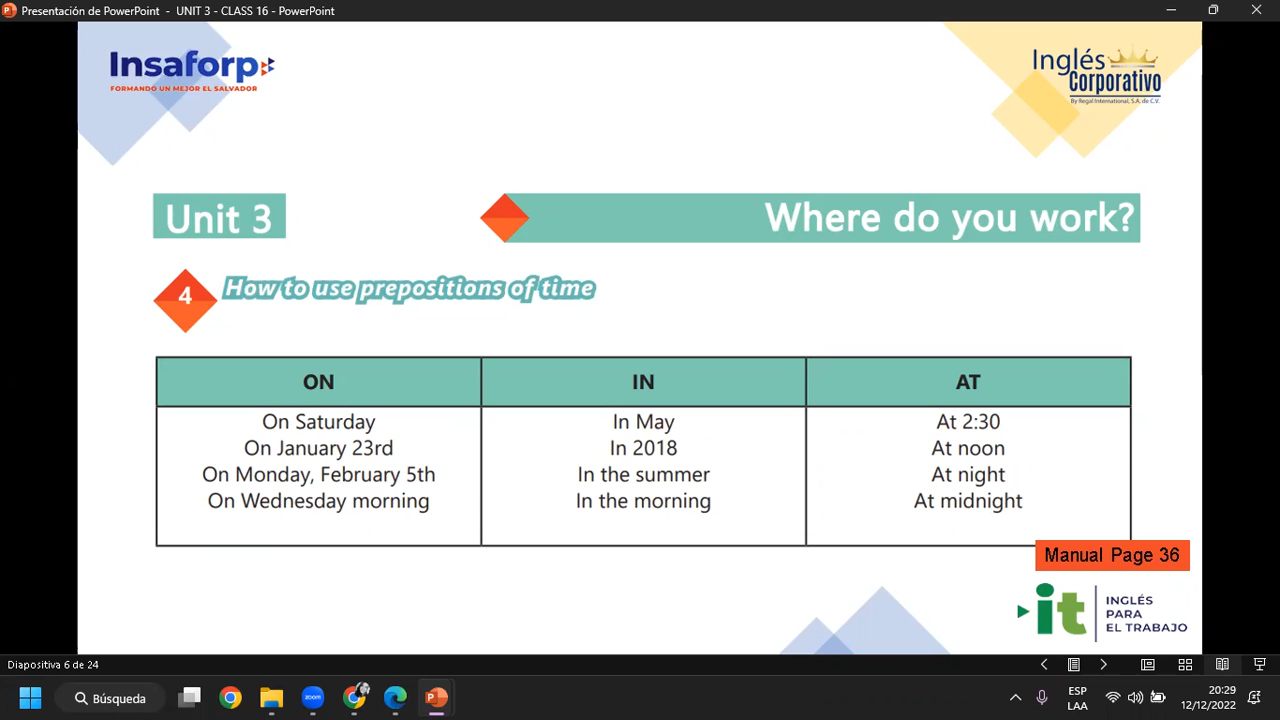 Presentación de PowerPoint - UNIT 3 - CLASS 16 - PowerPoint
Insaforp
FORMANDO UN MEJOR EL SALVADOR
Inglés
Corporativo
By Regal International, S.A. de C.V.
Unit 3
Where do you work?
4
How to use prepositions of time
ON IN AT
On Saturday In May At 2:30
On January 23rd In 2018 At noon
On Monday, February 5th In the summer At night
On Wednesday morning In the morning At midnight
Manual Page 36
it
INGLÉS
PARA
EL TRABAJO
Diapositiva 6 de 24
Búsqueda
zoom
ESP
LAA
20:29
12/12/2022